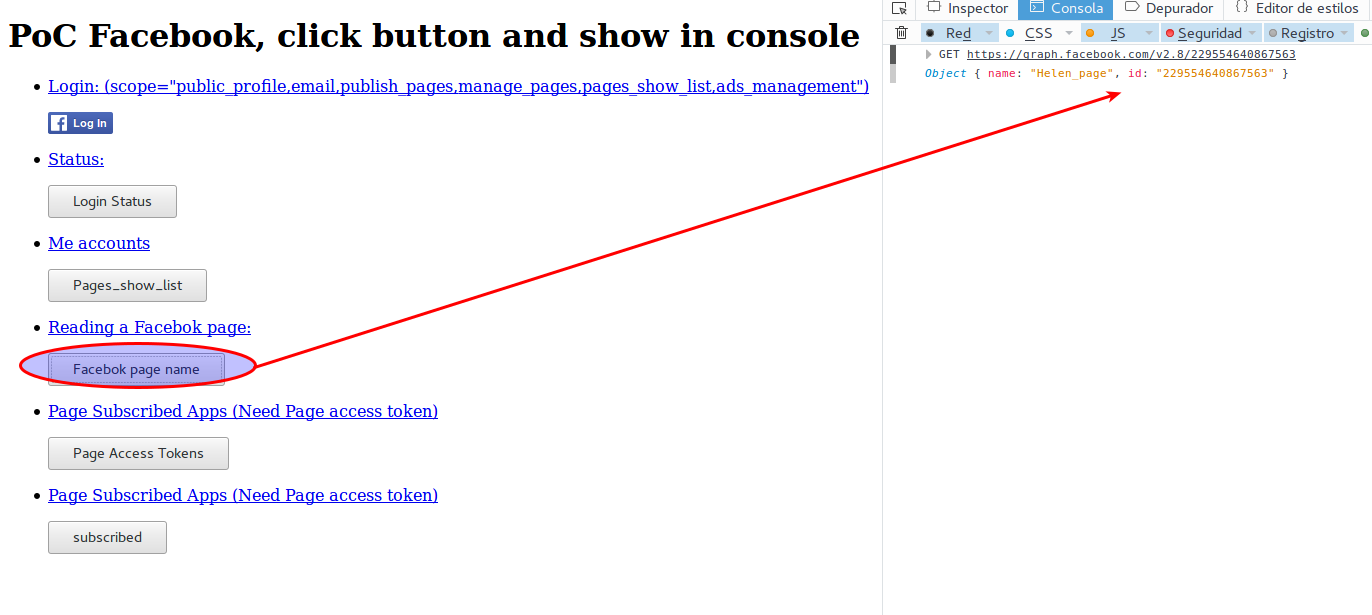 PoC Facebook, click button and show in console
Login: (scope="public_profile,email,publish_pages,manage_pages,pages_show_list,ads_management")
Log In
Status:
Login Status
Me accounts
Pages_show_list
Reading a Facebok page:
Facebok page name
Page Subscribed Apps (Need Page access token)
Page Access Tokens
Page Subscribed Apps (Need Page access token)
subscribed
Inspector Consola Depurador Editor de estilos
Red CSS JS Seguridad Registro
GET https://graph.facebook.com/v2.8/229554640867563
Object { name: "Helen_page", id: "229554640867563" }